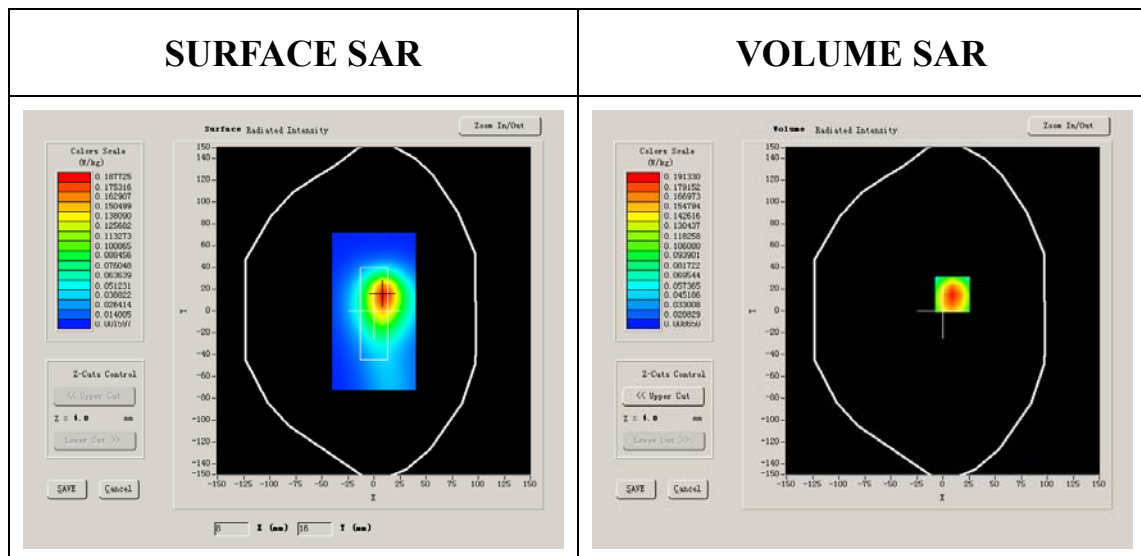 SURFACE SAR
VOLUME SAR
Surface Radiated Intensity
Zoom In/Out
Colors Scale
(W/kg)
0.187725
0.175316
0.162907
0.150499
0.138090
0.125682
0.113273
0.100865
0.088456
0.076048
0.063639
0.051231
0.038822
0.026414
0.014005
0.001597
150
140
120
100
80
60
40
20
0
-20
-40
-60
-80
-100
-120
-140
-150
Y
-150 -125 -100 -75 -50 -25 0 25 50 75 100 125 150
X
Z-Cuts Control
<< Upper Cut
Z = 4.0 mm
Lower Cut >>
SAVE Cancel
8 X (mm) 16 Y (mm)
Volume Radiated Intensity
Zoom In/Out
Colors Scale
(W/kg)
0.191330
0.179152
0.166973
0.154794
0.142616
0.130437
0.118258
0.106080
0.093901
0.081722
0.069544
0.057365
0.045186
0.033008
0.020829
0.008650
150
140
120
100
80
60
40
20
0
-20
-40
-60
-80
-100
-120
-140
-150
Y
-150 -125 -100 -75 -50 -25 0 25 50 75 100 125 150
X
Z-Cuts Control
<< Upper Cut
Z = 4.0 mm
Lower Cut >>
SAVE Cancel